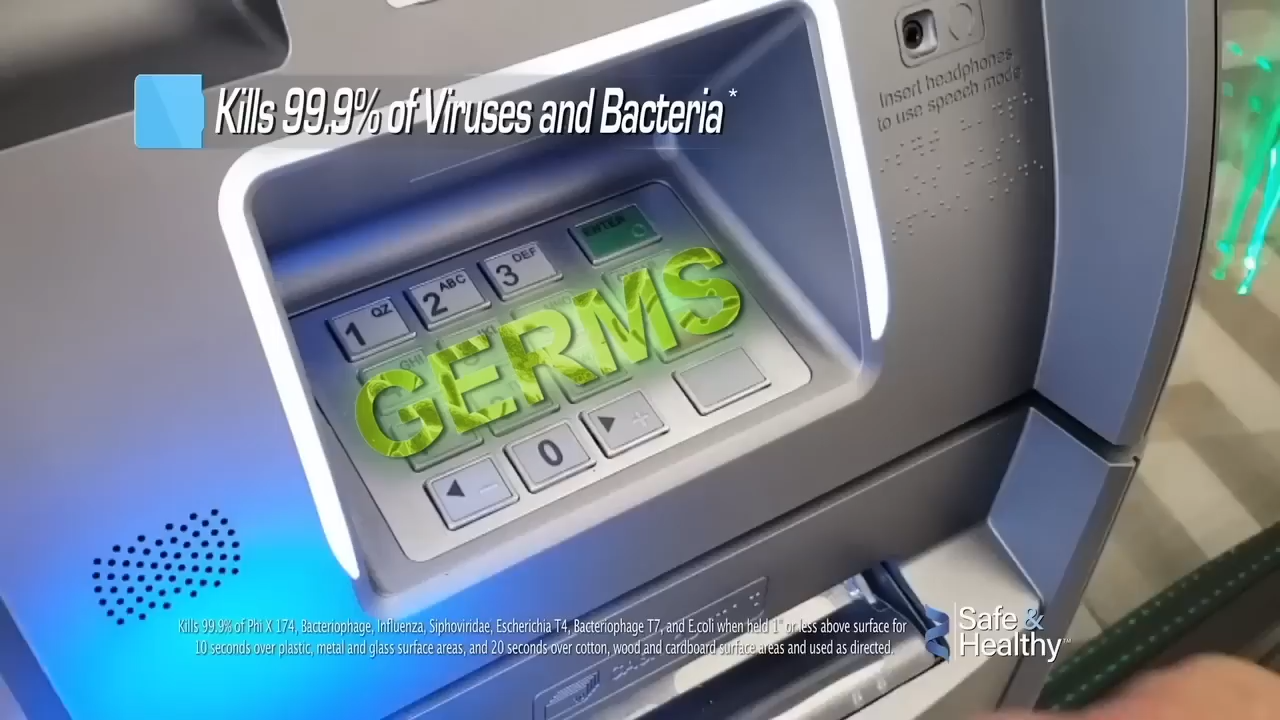 Kills 99.9% of Viruses and Bacteria*
Insert headphones
to use speech mode
ENTER
1 QZ
2 ABC
3 DEF
GERMS
0
Kills 99.9% of Phi X 174, Bacteriophage, Influenza, Siphoviridae, Escherichia T4, Bacteriophage T7, and E.coli when held 1" or less above surface for
10 seconds over plastic, metal and glass surface areas, and 20 seconds over cotton, wood and cardboard surface areas and used as directed.
Safe &
Healthy™